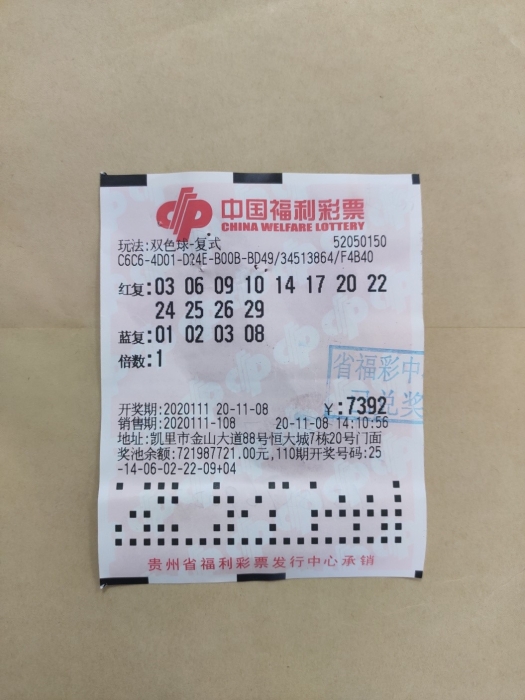 中国福利彩票
CHINA WELFARE LOTTERY
玩法:双色球-复式 52050150
C6C6-4D01-D24E-B00B-BD49/34513864/F4B40
红复:03 06 09 10 14 17 20 22
24 25 26 29
蓝复:01 02 03 08
倍数:1
省福彩中
已兑奖
开奖期:2020111 20-11-08 ¥:7392
销售期:2020111-108 20-11-08 14:10:56
地址:凯里市金山大道88号恒大城7栋20号门面
奖池余额:721987721.00元,110期开奖号码:25
-14-06-02-22-09+04
贵州省福利彩票发行中心承销